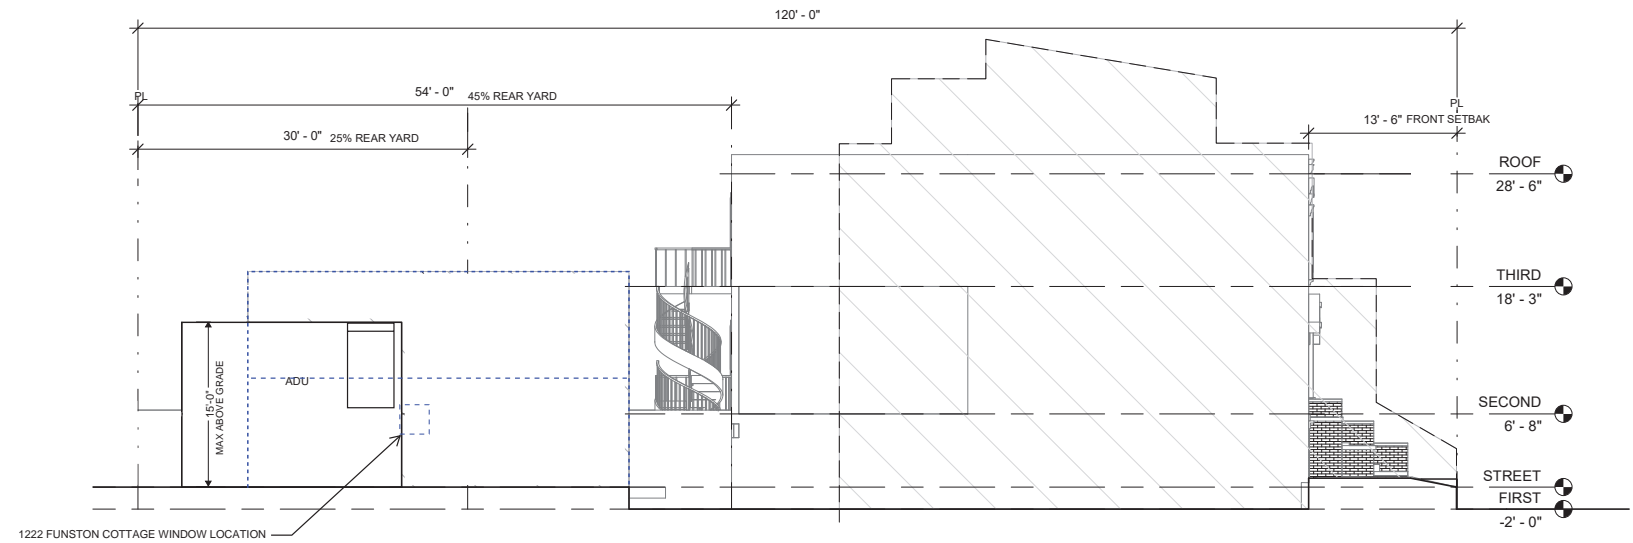 120' - 0"
54' - 0" 45% REAR YARD
PL
PL
30' - 0" 25% REAR YARD
13' - 6" FRONT SETBAK
ROOF
28' - 6"
THIRD
18' - 3"
ADU
15'-0"
MAX ABOVE GRADE
SECOND
6' - 8"
STREET
FIRST
-2' - 0"
1222 FUNSTON COTTAGE WINDOW LOCATION